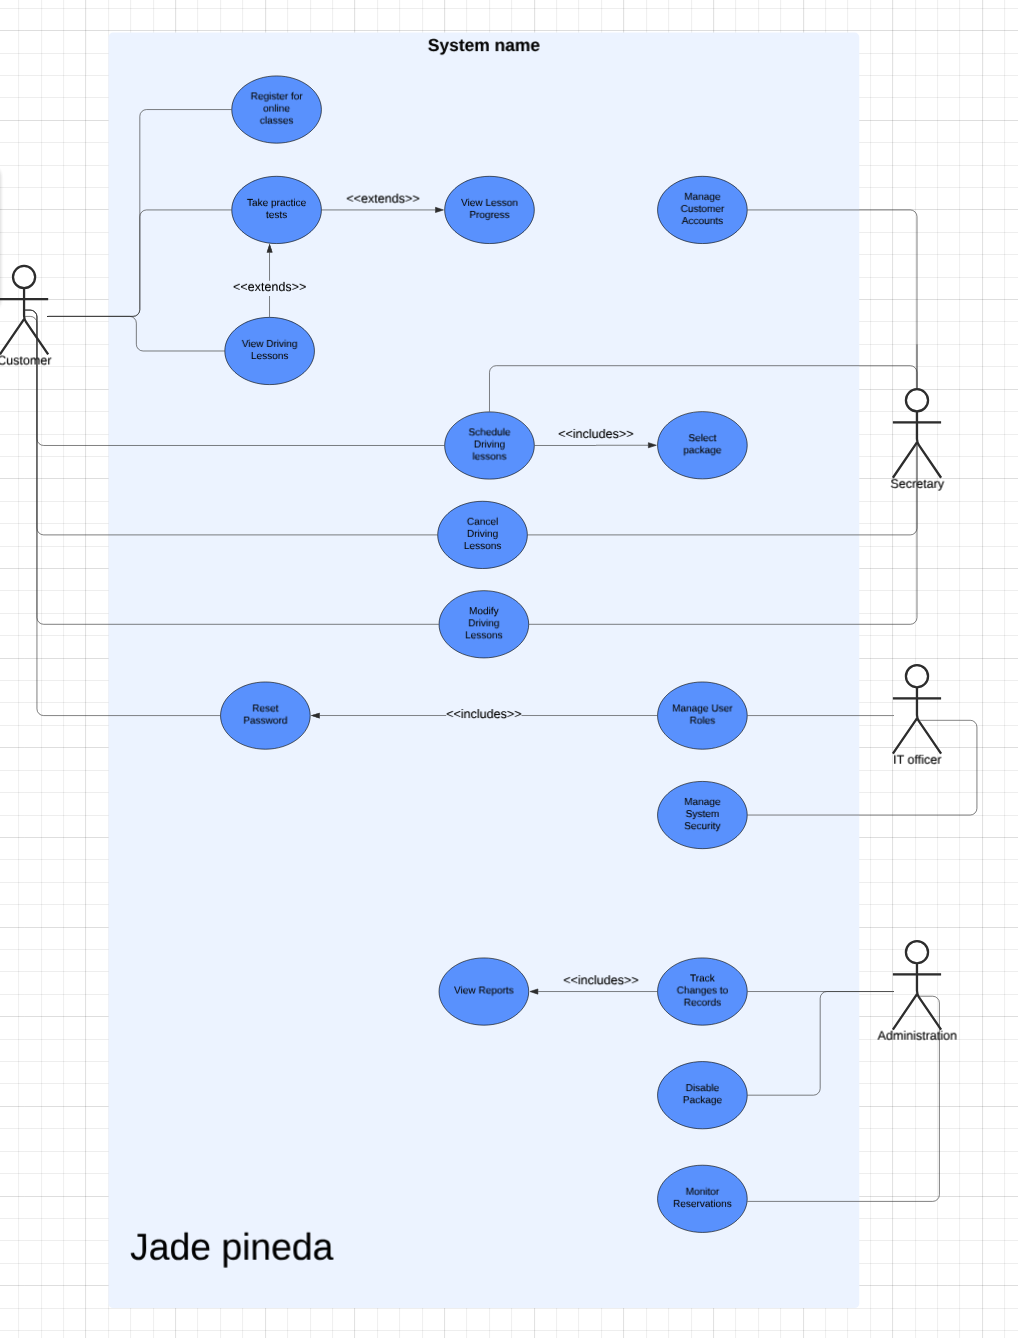 System name
Register for
online
classes
Take practice
tests
<<extends>>
View Lesson
Progress
Manage
Customer
Accounts
<<extends>>
View Driving
Lessons
Customer
Schedule
Driving
lessons
<<includes>>
Select
package
Secretary
Cancel
Driving
Lessons
Modify
Driving
Lessons
Reset
Password
<<includes>>
Manage User
Roles
IT officer
Manage
System
Security
View Reports
<<includes>>
Track
Changes to
Records
Administration
Disable
Package
Monitor
Reservations
Jade pineda